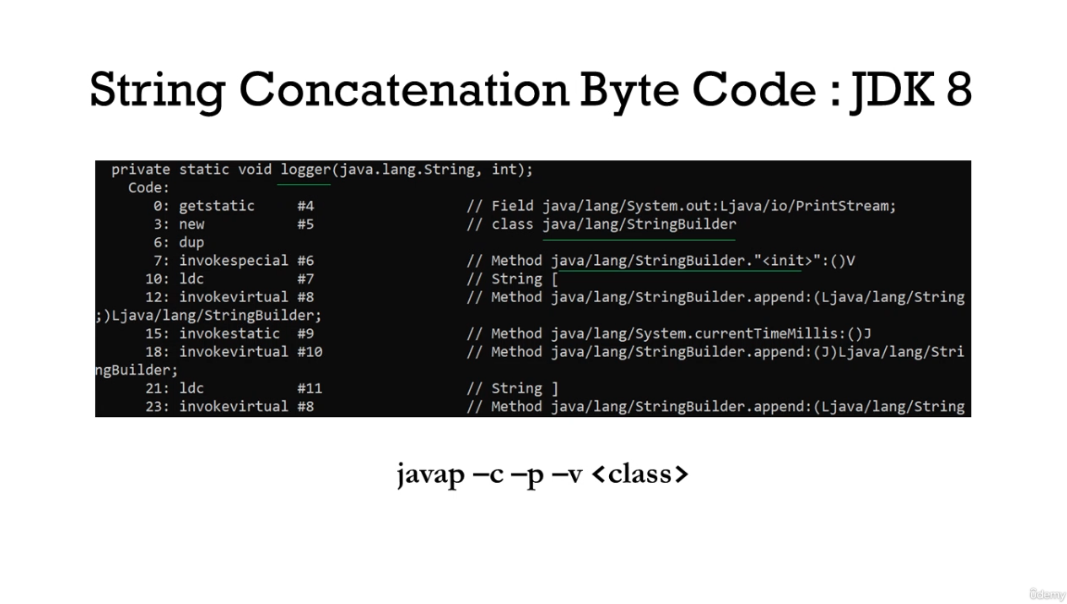 String Concatenation Byte Code : JDK 8
private static void logger(java.lang.String, int);
Code:
0: getstatic #4 // Field java/lang/System.out:Ljava/io/PrintStream;
3: new #5 // class java/lang/StringBuilder
6: dup
7: invokespecial #6 // Method java/lang/StringBuilder."<init>":()V
10: ldc #7 // String [
12: invokevirtual #8 // Method java/lang/StringBuilder.append:(Ljava/lang/String
;)Ljava/lang/StringBuilder;
15: invokestatic #9 // Method java/lang/System.currentTimeMillis:()J
18: invokevirtual #10 // Method java/lang/StringBuilder.append:(J)Ljava/lang/Stri
ngBuilder;
21: ldc #11 // String ]
23: invokevirtual #8 // Method java/lang/StringBuilder.append:(Ljava/lang/String
javap –c –p –v <class>
ûdemy